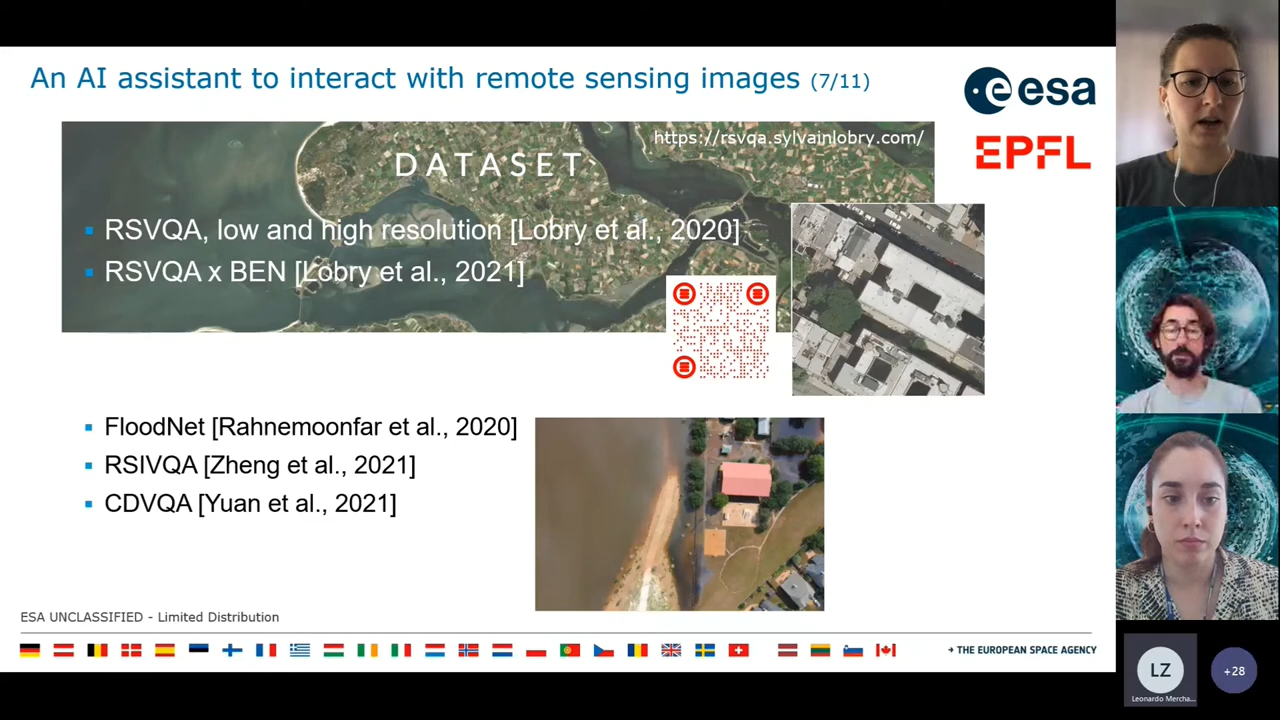 An AI assistant to interact with remote sensing images (7/11)
esa
EPFL
https://rsvqa.sylvainlobry.com/
DATASET
RSVQA, low and high resolution [Lobry et al., 2020]
RSVQA x BEN [Lobry et al., 2021]
FloodNet [Rahnemoonfar et al., 2020]
RSIVQA [Zheng et al., 2021]
CDVQA [Yuan et al., 2021]
ESA UNCLASSIFIED - Limited Distribution
→ THE EUROPEAN SPACE AGENCY
LZ
+28
Leonardo Mercha...